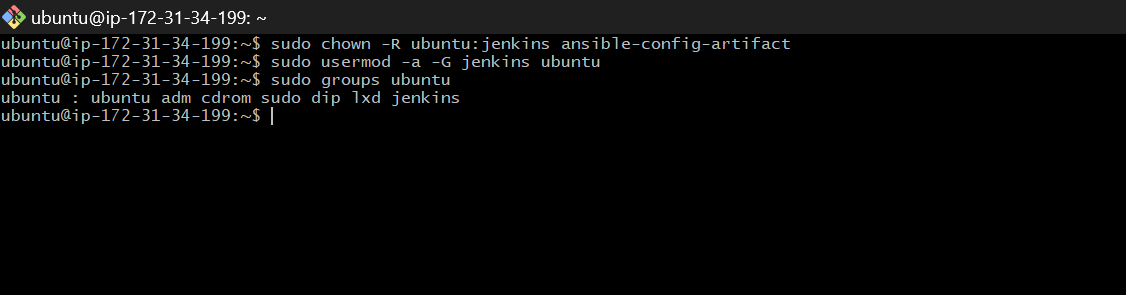 ubuntu@ip-172-31-34-199: ~
ubuntu@ip-172-31-34-199:~$ sudo chown -R ubuntu:jenkins ansible-config-artifact
ubuntu@ip-172-31-34-199:~$ sudo usermod -a -G jenkins ubuntu
ubuntu@ip-172-31-34-199:~$ sudo groups ubuntu
ubuntu : ubuntu adm cdrom sudo dip lxd jenkins
ubuntu@ip-172-31-34-199:~$